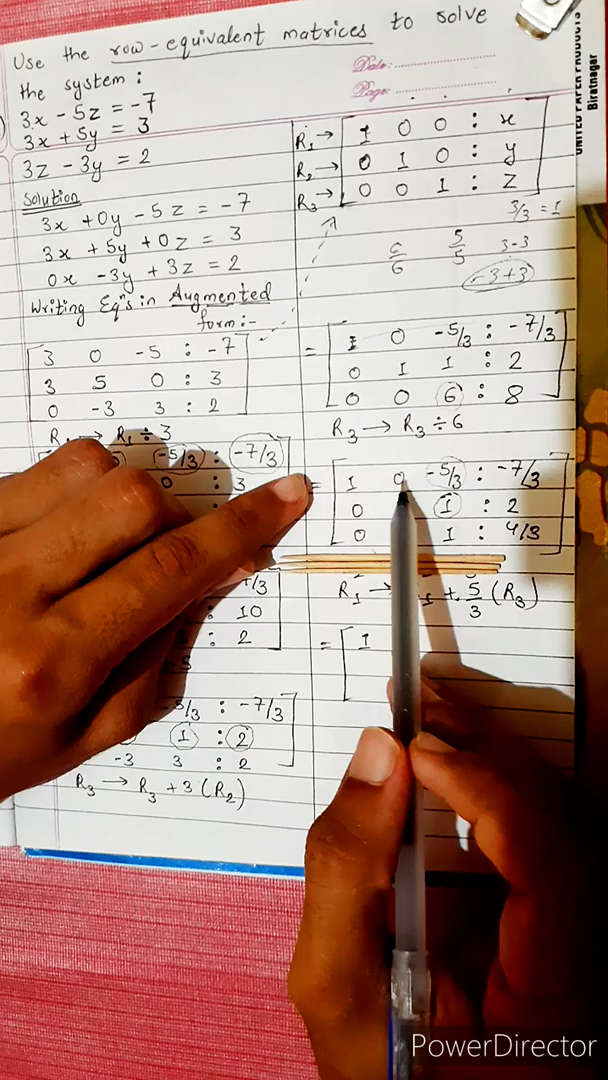 Use the row-equivalent matrices to solve
the system:
3x - 5z = -7
3x + 5y = 3
3z - 3y = 2
Solution
3x + 0y - 5z = -7
3x + 5y + 0z = 3
0x - 3y + 3z = 2
Writing Eqns in Augmented
form:-
3 0 -5 : -7
3 5 0 : 3
0 -3 3 : 2
R1 → R1 ÷ 3
-5/3 : -7/3
0 : 3
: 10
: 2
-5/3 : -7/3
1 : 2
-3 3 : 2
R3 → R3 + 3 (R2)
Date:
Page:
R1 → 1 0 0 : x
R2 → 0 1 0 : y
R3 → 0 0 1 : z
3/3 = 1
6/6 5/5 3-3
-3+3
= 1 0 -5/3 : -7/3
0 1 1 : 2
0 0 6 : 8
R3 → R3 ÷ 6
= 1 0 -5/3 : -7/3
0 1 : 2
0 1 : 4/3
R1 → + 5/3 (R3)
= [ 1
UNITED PAPER PRODUCTS
Biratnagar
PowerDirector